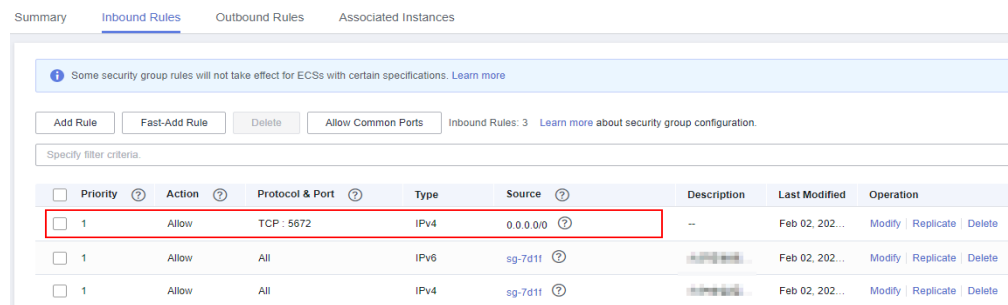 Summary Inbound Rules Outbound Rules Associated Instances
Some security group rules will not take effect for ECSs with certain specifications. Learn more
Add Rule Fast-Add Rule Delete Allow Common Ports Inbound Rules: 3 Learn more about security group configuration.
Specify filter criteria.
Priority Action Protocol & Port Type Source Description Last Modified Operation
1 Allow TCP : 5672 IPv4 0.0.0.0/0 -- Feb 02, 202... Modify Replicate Delete
1 Allow All IPv6 sg-7d1f Feb 02, 202... Modify Replicate Delete
1 Allow All IPv4 sg-7d1f Feb 02, 202... Modify Replicate Delete